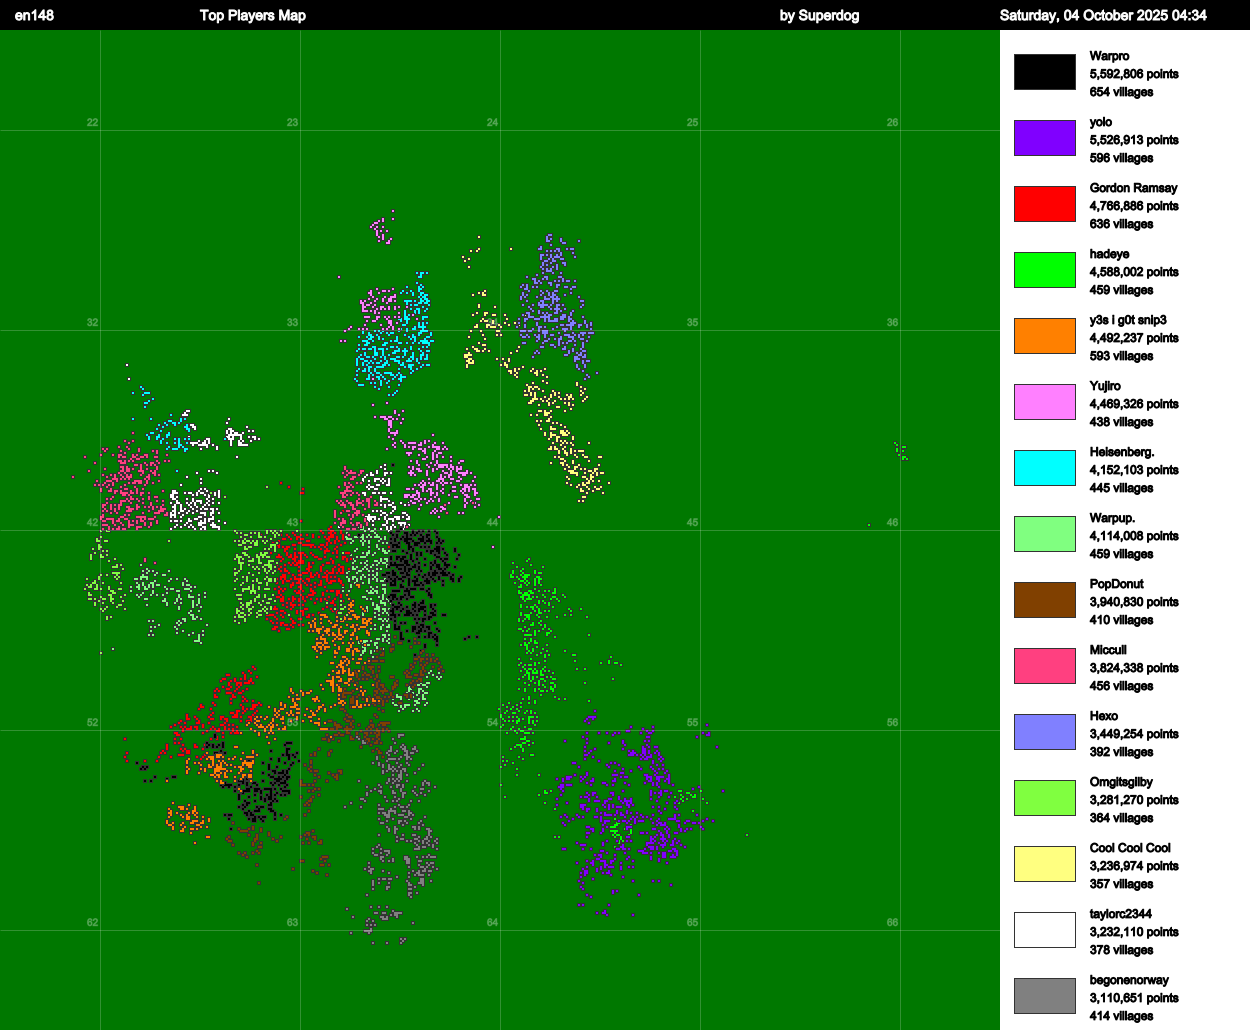 en148 Top Players Map by Superdog Saturday, 04 October 2025 04:34
22 23 24 25 26
32 33 35 36
42 43 44 45 46
52 53 54 55 56
62 63 64 65 66
Warpro
5,592,806 points
654 villages
yolo
5,526,913 points
596 villages
Gordon Ramsay
4,766,886 points
636 villages
hadeye
4,588,002 points
459 villages
y3s i g0t snip3
4,492,237 points
593 villages
Yujiro
4,469,326 points
438 villages
Heisenberg.
4,152,103 points
445 villages
Warpup.
4,114,008 points
459 villages
PopDonut
3,940,830 points
410 villages
Miccull
3,824,338 points
456 villages
Hexo
3,449,254 points
392 villages
Omgitsgilby
3,281,270 points
364 villages
Cool Cool Cool
3,236,974 points
357 villages
taylorc2344
3,232,110 points
378 villages
begonenorway
3,110,651 points
414 villages